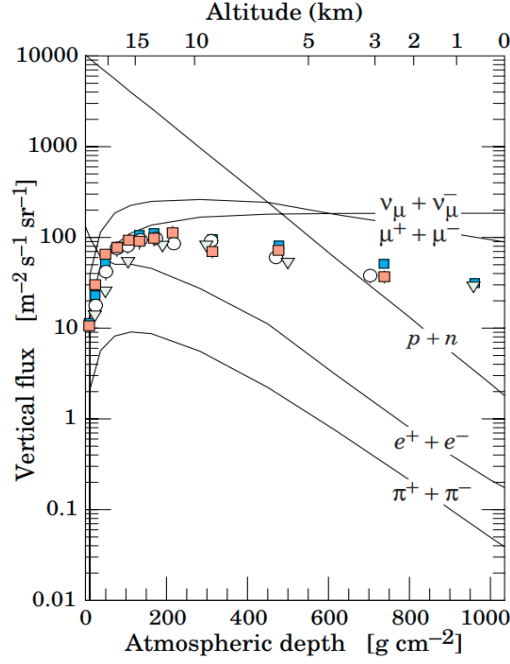 Altitude (km)
15 10 5 3 2 1 0
10000
1000
100
10
1
0.1
0.01
Vertical flux [m⁻² s⁻¹ sr⁻¹]
νμ + ν̄μ
μ⁺ + μ⁻
p + n
e⁺ + e⁻
π⁺ + π⁻
0 200 400 600 800 1000
Atmospheric depth [g cm⁻²]